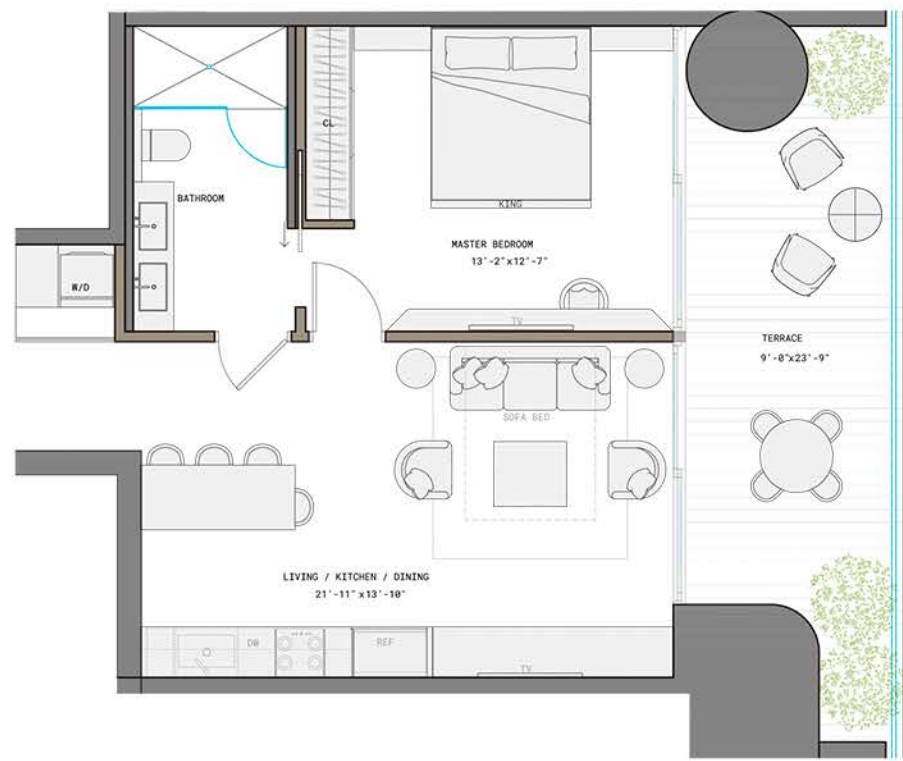 CL
BATHROOM
KING
MASTER BEDROOM
13'-2"x12'-7"
W/D
TV
TERRACE
9'-0"x23'-9"
SOFA BED
LIVING / KITCHEN / DINING
21'-11"x13'-10"
DW
REF
TV